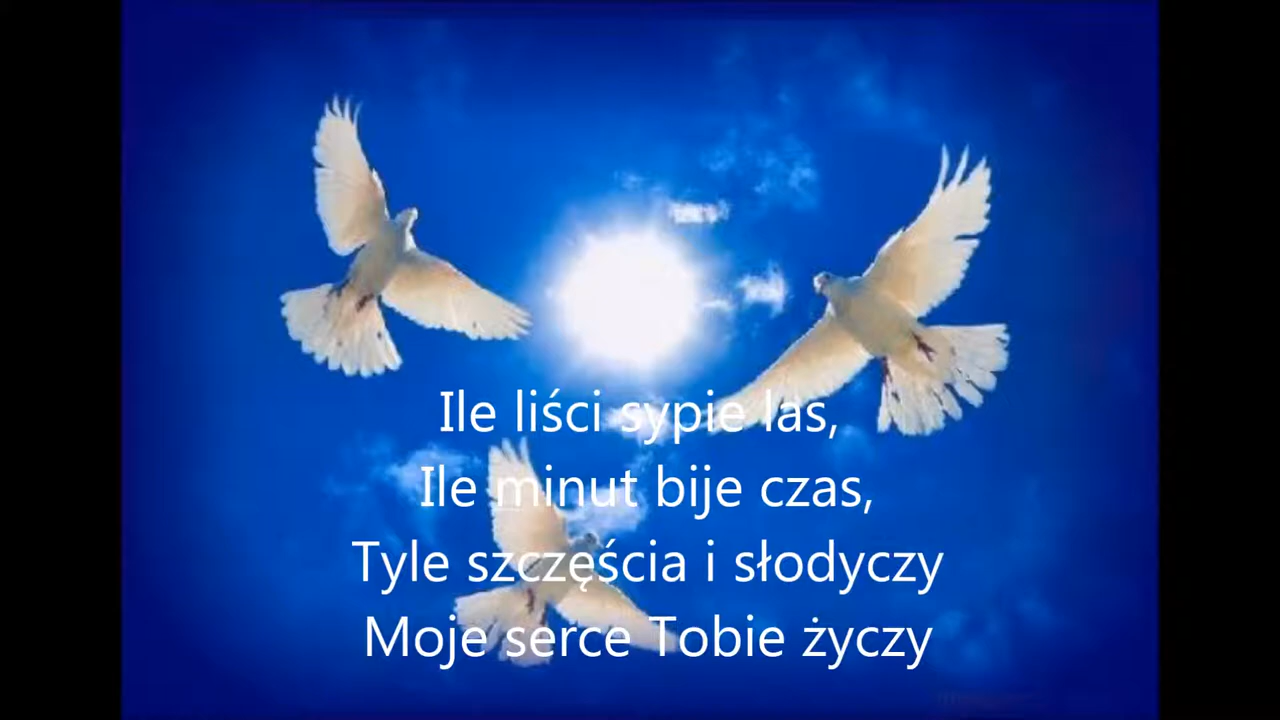 Ile liści sypie las,
Ile minut bije czas,
Tyle szczęścia i słodyczy
Moje serce Tobie życzy